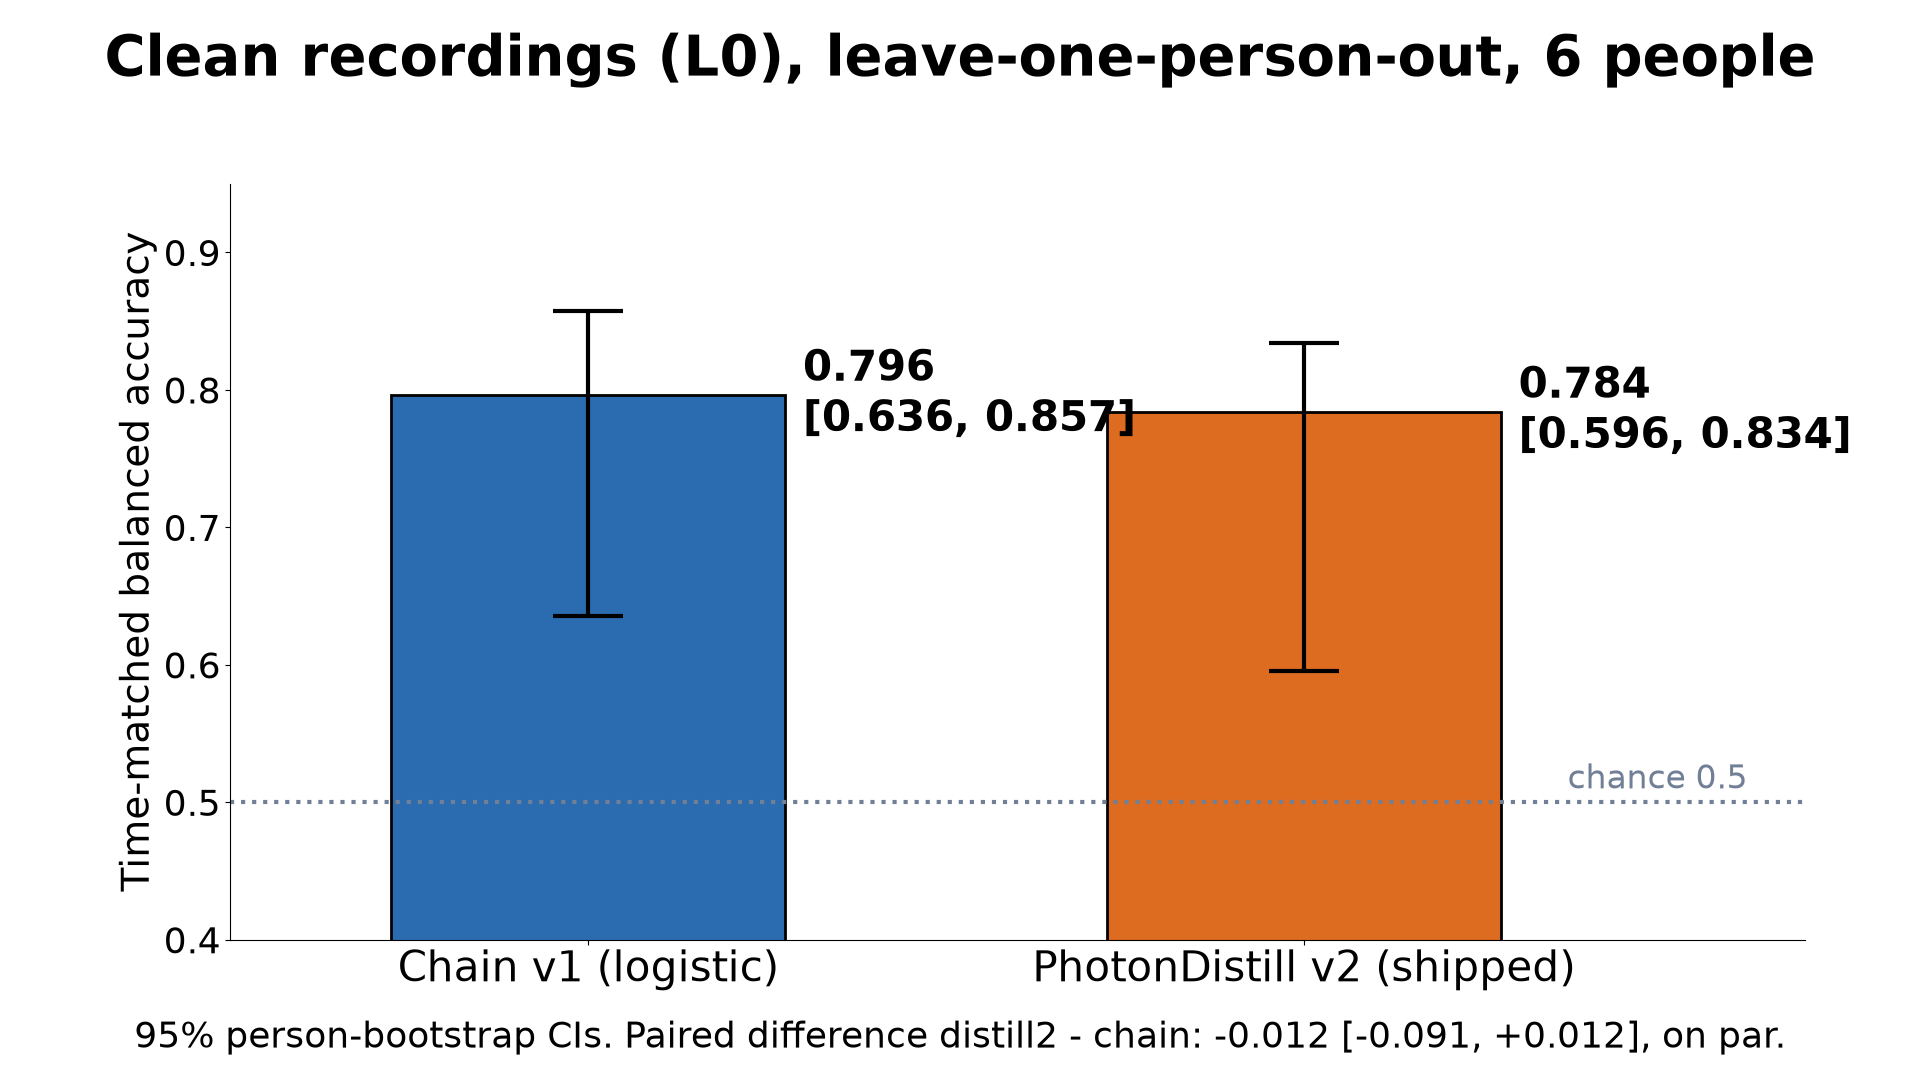 Clean recordings (L0), leave-one-person-out, 6 people
Time-matched balanced accuracy
0.9
0.8
0.7
0.6
0.5
0.4
0.796
[0.636, 0.857]
0.784
[0.596, 0.834]
chance 0.5
Chain v1 (logistic)
PhotonDistill v2 (shipped)
95% person-bootstrap CIs. Paired difference distill2 - chain: -0.012 [-0.091, +0.012], on par.